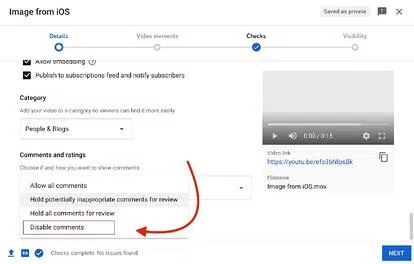 Image from iOS
Saved as private
Details
Video elements
Checks
Visibility
Allow embedding
Publish to subscriptions feed and notify subscribers
Category
Add your video to a category so viewers can find it more easily
People & Blogs
Comments and ratings
Choose if and how you want to show comments
Allow all comments
Hold potentially inappropriate comments for review
Hold all comments for review
Disable comments
0:00 / 0:15
Video link
https://youtu.be/efs3bNlpsBk
Filename
Image from iOS.mov
Checks complete. No issues found.
NEXT